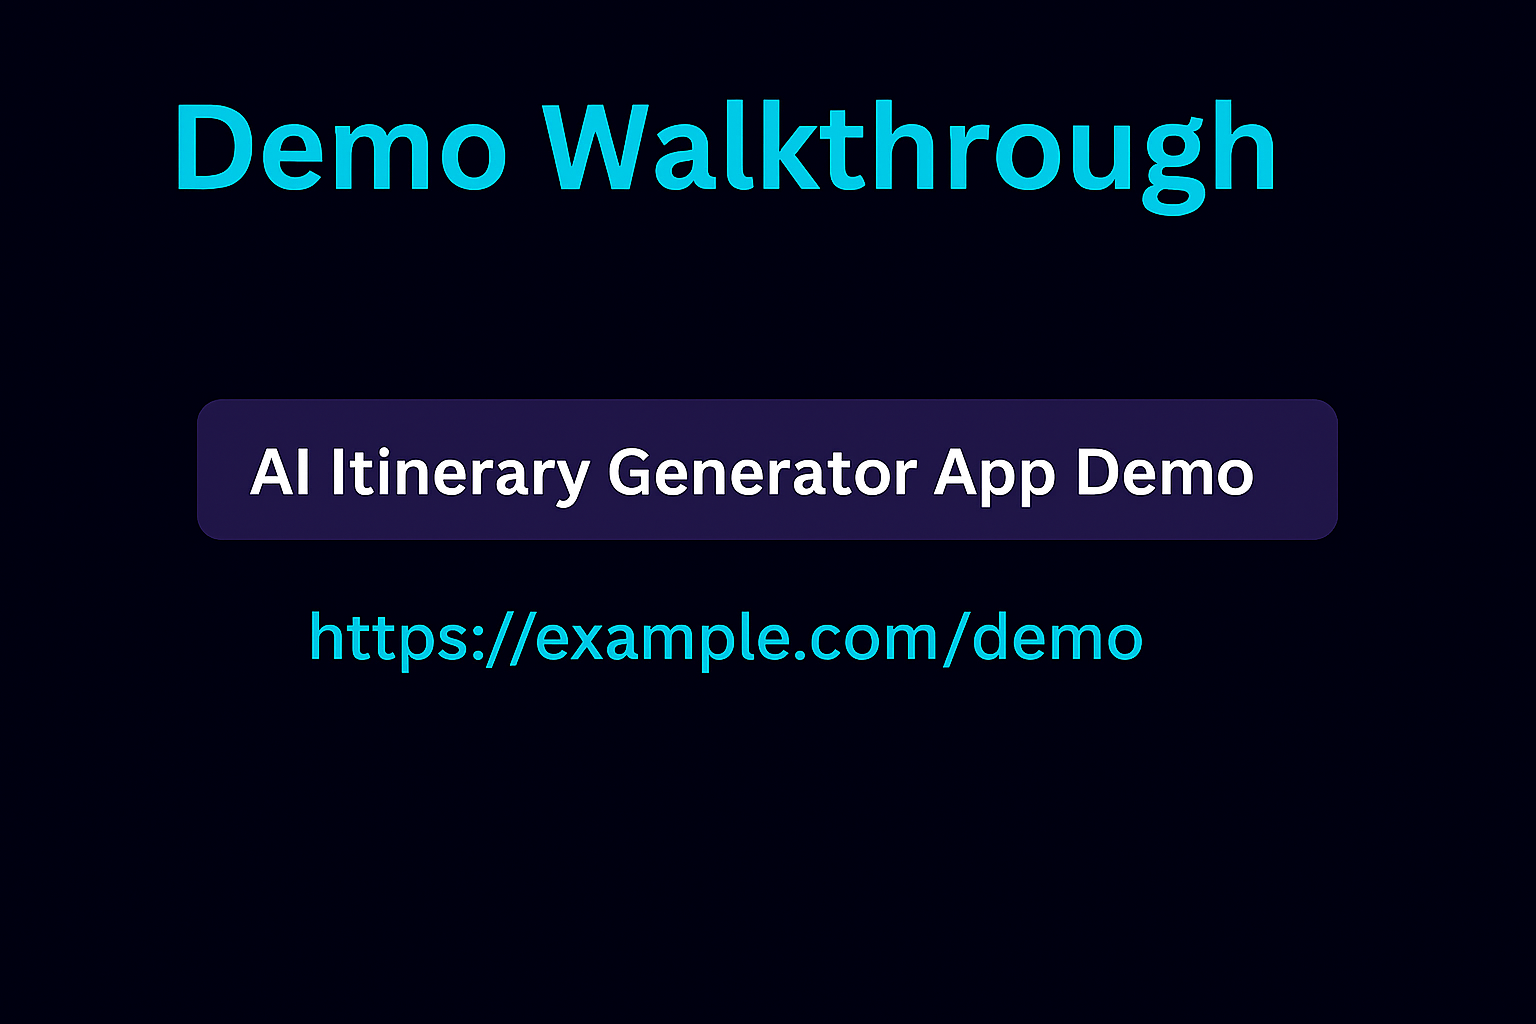 Demo Walkthrough
AI Itinerary Generator App Demo
https://example.com/demo